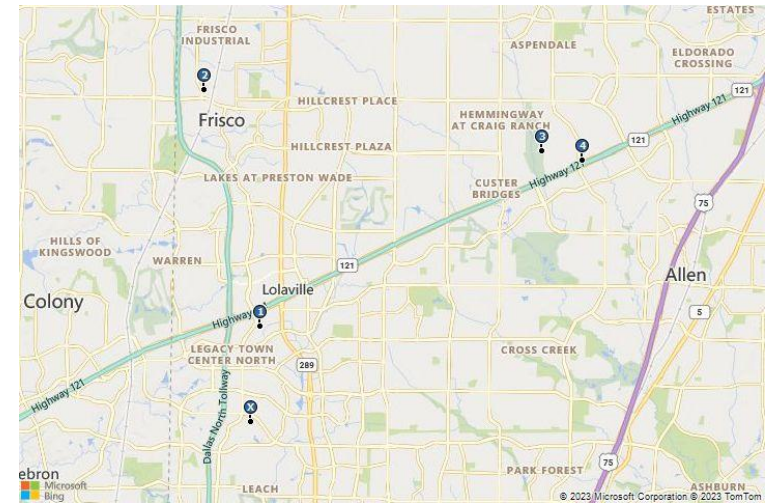 ESTATES
FRISCO
INDUSTRIAL
ASPENDALE
ELDORADO
CROSSING
2
121
HILLCREST PLACE
Frisco
HEMMINGWAY
AT CRAIG RANCH
Highway 121
3
4
121
HILLCREST PLAZA
LAKES AT PRESTON WADE
Highway 121
CUSTER
BRIDGES
75
HILLS OF
KINGSWOOD
WARREN
121
Allen
Lolaville
Colony
1
5
Highway
LEGACY TOWN
CENTER NORTH
CROSS CREEK
289
Highway 121
Dallas North Tollway
X
75
PARK FOREST
ebron
Microsoft
Bing
LEACH
ASHBURN
© 2023 Microsoft Corporation © 2023 TomTom